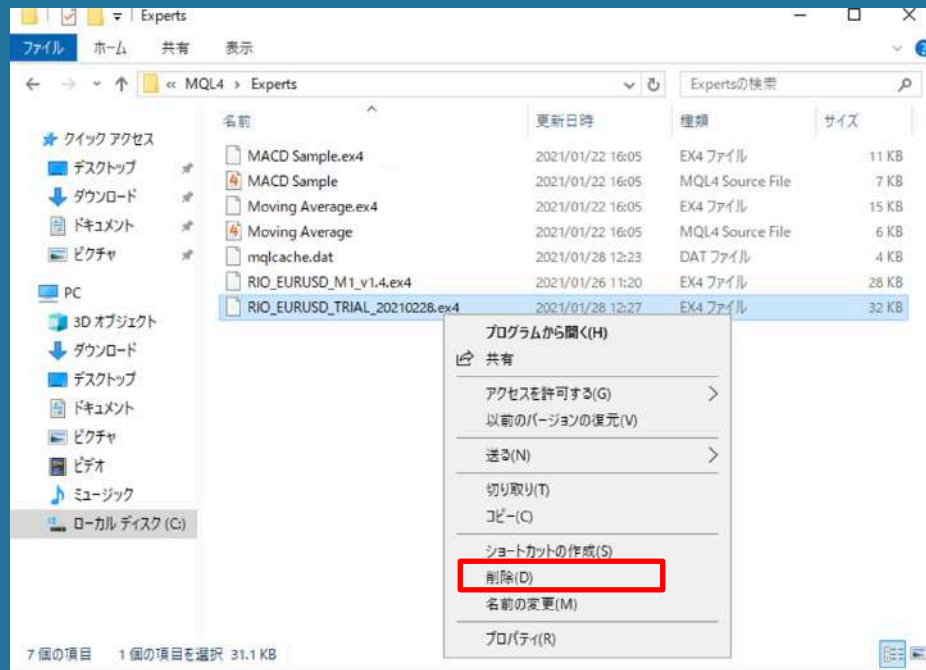 Experts
ファイル ホーム 共有 表示
« MQL4 › Experts Expertsの検索
名前 更新日時 種類 サイズ
クイック アクセス
デスクトップ
ダウンロード
ドキュメント
ピクチャ
PC
3D オブジェクト
ダウンロード
デスクトップ
ドキュメント
ピクチャ
ビデオ
ミュージック
ローカル ディスク (C:)
MACD Sample.ex4 2021/01/22 16:05 EX4 ファイル 11 KB
MACD Sample 2021/01/22 16:05 MQL4 Source File 7 KB
Moving Average.ex4 2021/01/22 16:05 EX4 ファイル 15 KB
Moving Average 2021/01/22 16:05 MQL4 Source File 6 KB
mqlcache.dat 2021/01/28 12:23 DAT ファイル 4 KB
RIO_EURUSD_M1_v1.4.ex4 2021/01/26 11:20 EX4 ファイル 28 KB
RIO_EURUSD_TRIAL_20210228.ex4 2021/01/28 12:27 EX4 ファイル 32 KB
プログラムから開く(H)
共有
アクセスを許可する(G)
以前のバージョンの復元(V)
送る(N)
切り取り(T)
コピー(C)
ショートカットの作成(S)
削除(D)
名前の変更(M)
プロパティ(R)
7 個の項目 1 個の項目を選択 31.1 KB